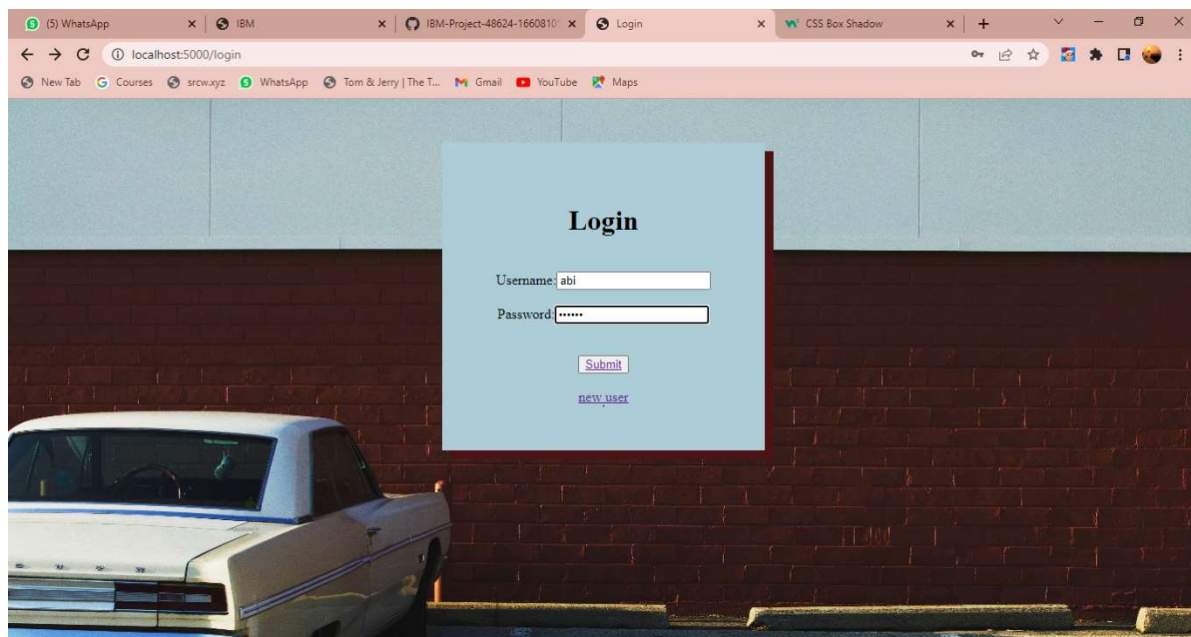 (5) WhatsApp
IBM
IBM-Project-48624-1660810
Login
CSS Box Shadow
localhost:5000/login
New Tab
Courses
srcw.xyz
WhatsApp
Tom & Jerry | The T...
Gmail
YouTube
Maps
Login
Username: abi
Password: ••••••
Submit
new user